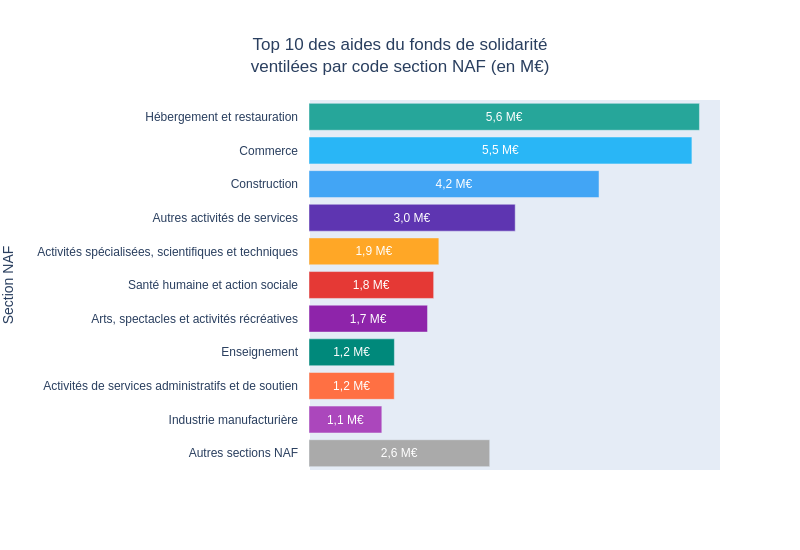 Top 10 des aides du fonds de solidarité
ventilées par code section NAF (en M€)
Section NAF
Hébergement et restauration 5,6 M€
Commerce 5,5 M€
Construction 4,2 M€
Autres activités de services 3,0 M€
Activités spécialisées, scientifiques et techniques 1,9 M€
Santé humaine et action sociale 1,8 M€
Arts, spectacles et activités récréatives 1,7 M€
Enseignement 1,2 M€
Activités de services administratifs et de soutien 1,2 M€
Industrie manufacturière 1,1 M€
Autres sections NAF 2,6 M€